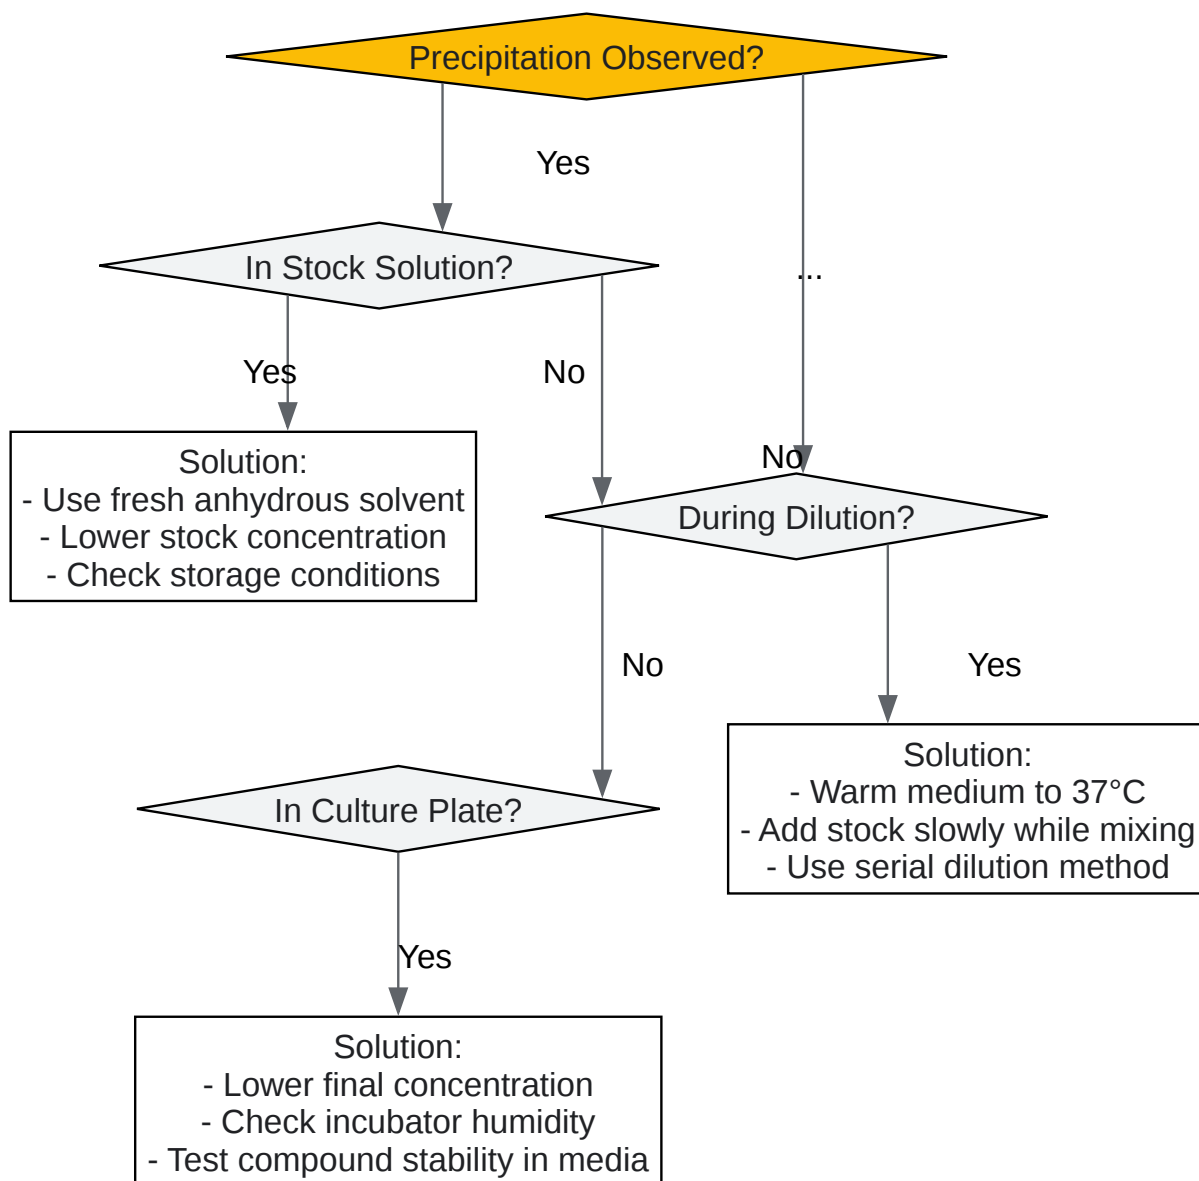 Precipitation Observed?
Yes
In Stock Solution?
...
Yes
No
Solution:
- Use fresh anhydrous solvent
- Lower stock concentration
- Check storage conditions
No
During Dilution?
No
Yes
Solution:
- Warm medium to 37°C
- Add stock slowly while mixing
- Use serial dilution method
In Culture Plate?
Yes
Solution:
- Lower final concentration
- Check incubator humidity
- Test compound stability in media